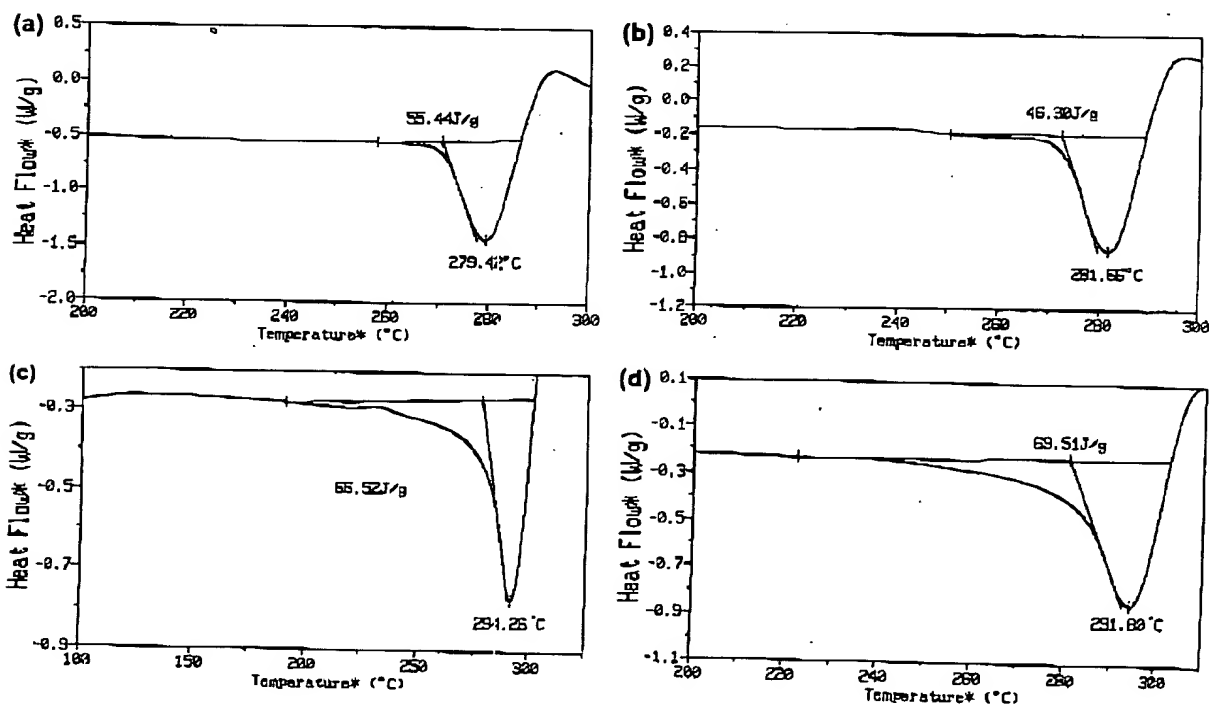 (a)
0.5
0.0
-0.5
-1.0
-1.5
-2.0
Heat Flow* (W/g)
55.44J/g
200 220 240 260 280 300
Temperature* (°C)
(b)
0.4
0.2
0.0
-0.2
-0.4
-0.6
-0.8
-1.0
-1.2
Heat Flow* (W/g)
46.30J/g
281.66°C
200 220 240 260 280 300
Temperature* (°C)
(c)
-0.3
-0.5
-0.7
-0.9
Heat Flow* (W/g)
66.52J/g
100 150 200 250 300
Temperature* (°C)
(d)
0.1
-0.1
-0.3
-0.5
-0.7
-0.9
-1.1
Heat Flow* (W/g)
69.51J/g
291.80°C
200 220 240 260 280 300
Temperature* (°C)